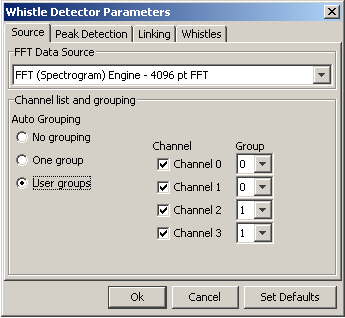 Whistle Detector Parameters
Source Peak Detection Linking Whistles
FFT Data Source
FFT (Spectrogram) Engine - 4096 pt FFT
Channel list and grouping
Auto Grouping
No grouping
One group
User groups
Channel Group
Channel 0 0
Channel 1 0
Channel 2 1
Channel 3 1
Ok Cancel Set Defaults